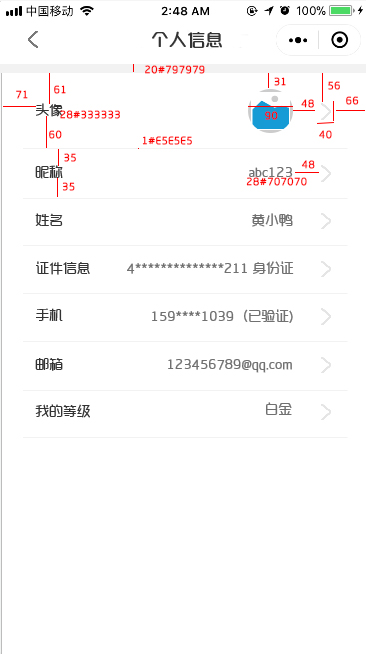 中国移动 2:48 AM 100%
个人信息
20#797979
31
61
56
71
头像
28#333333
90
48
66
60
40
1#E5E5E5
35
昵称
abc123
48
35
28#707070
姓名 黄小鸭
证件信息 4**************211 身份证
手机 159****1039（已验证)
邮箱 123456789@qq.com
我的等级 白金